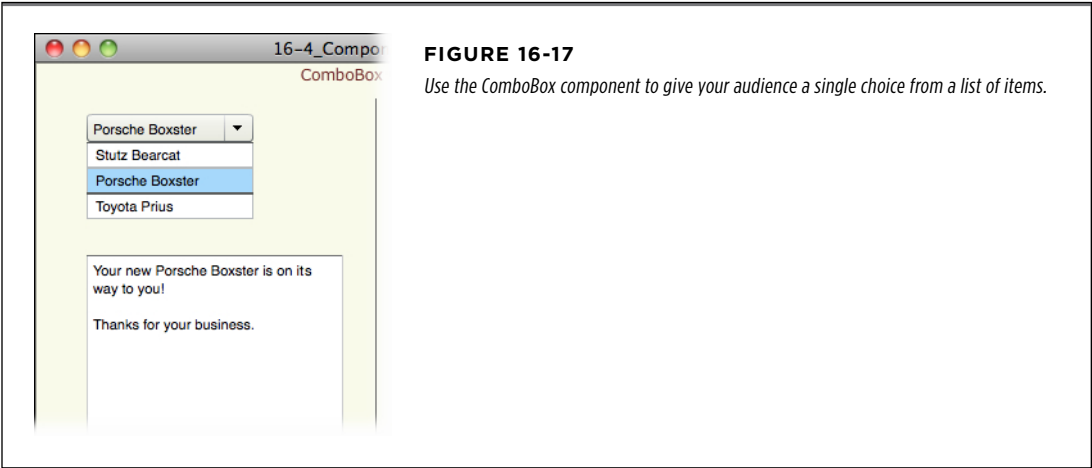 16-4_Compo
ComboBox
Porsche Boxster
Stutz Bearcat
Porsche Boxster
Toyota Prius
Your new Porsche Boxster is on its
way to you!
Thanks for your business.
FIGURE 16-17
Use the ComboBox component to give your audience a single choice from a list of items.